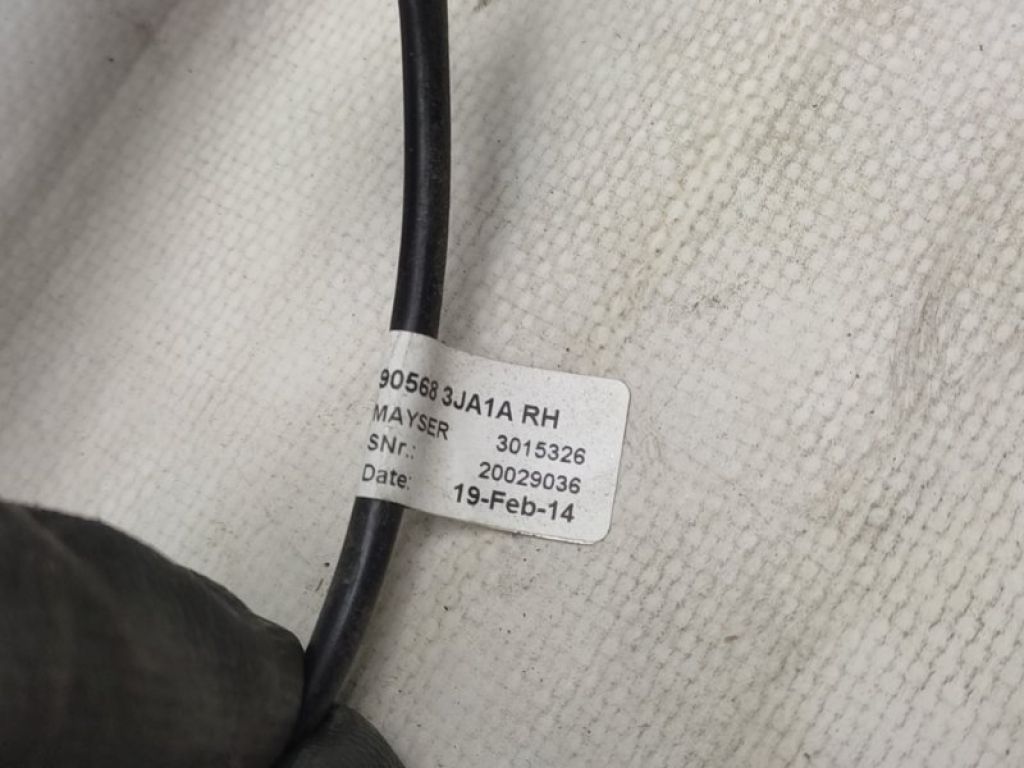 90568 3JA1A RH
MAYSER 3015326
SNr.: 20029036
Date: 19-Feb-14